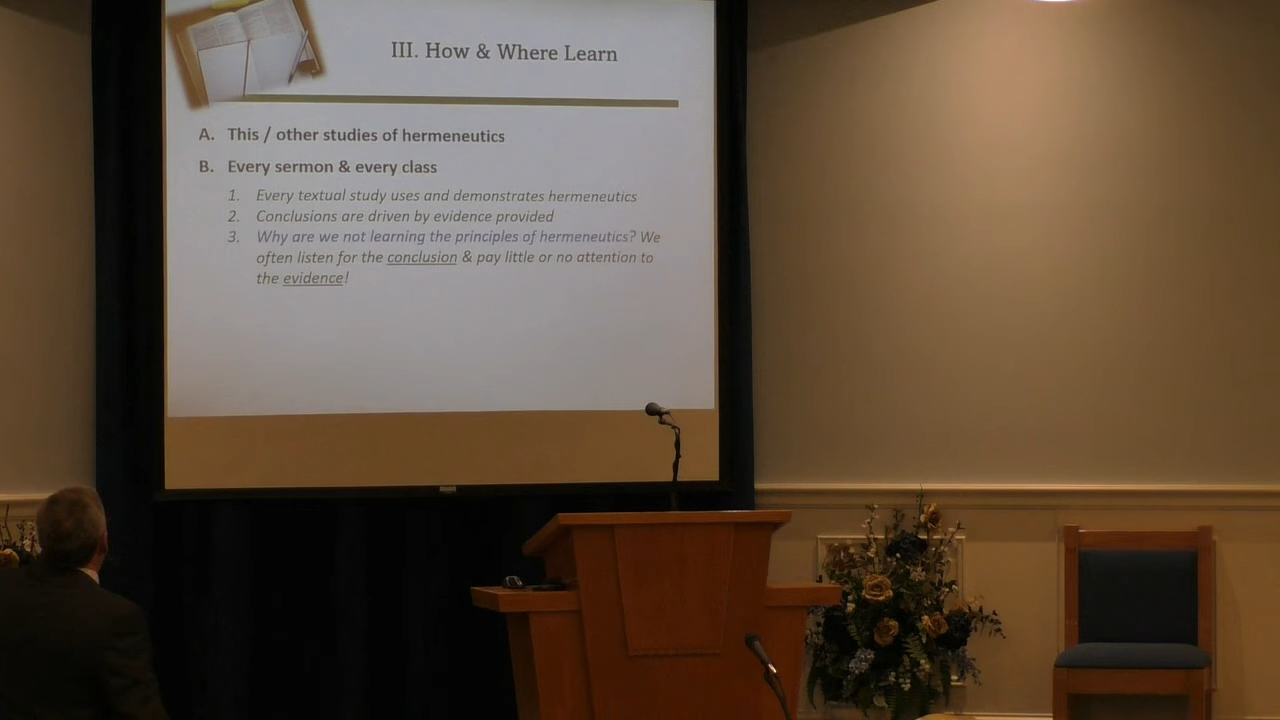 III. How & Where Learn
A. This / other studies of hermeneutics
B. Every sermon & every class
1. Every textual study uses and demonstrates hermeneutics
2. Conclusions are driven by evidence provided
3. Why are we not learning the principles of hermeneutics? We
often listen for the conclusion & pay little or no attention to
the evidence!